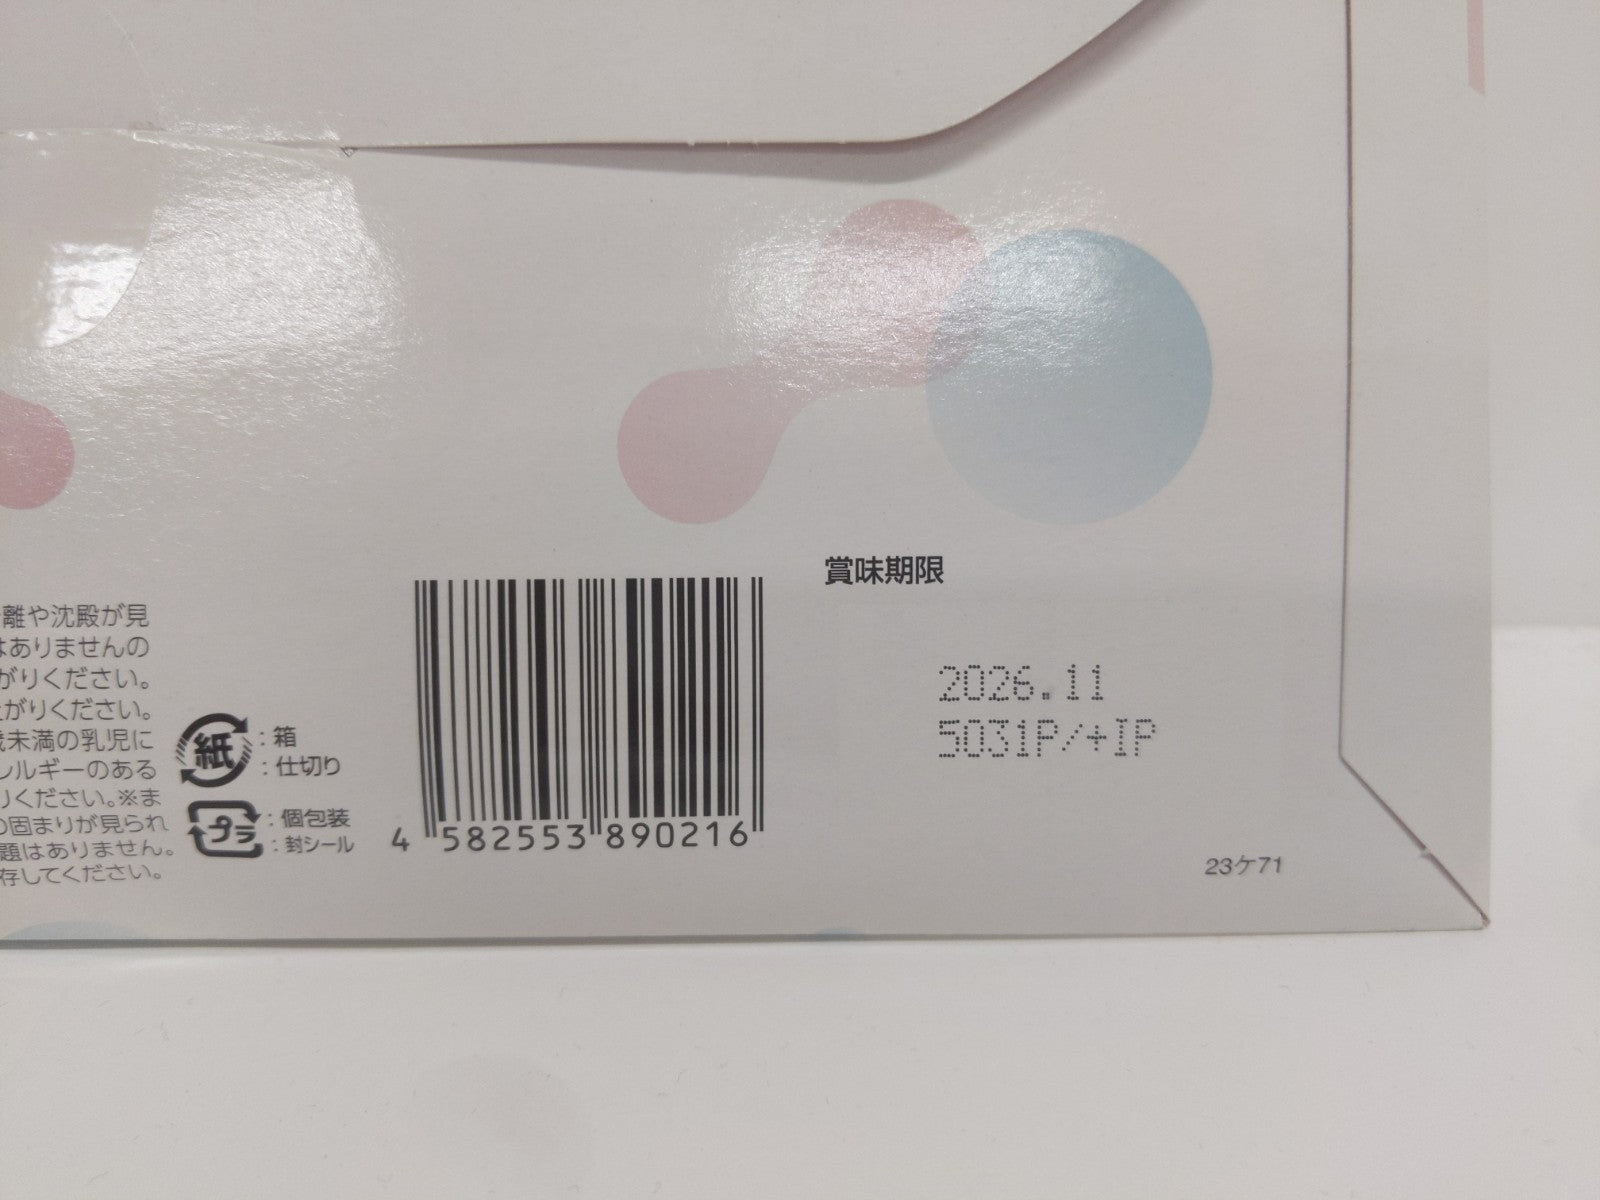 離や沈殿が見
はありませんの
がりください。
上がりください。
歳未満の乳児に
レルギーのある
りください。※ま
の固まりが見られ
題はありません。
存してください。
紙
：箱
：仕切り
プラ
：個包装
：封シール
4 582553 890216
賞味期限
2026.11
5031P/+IP
23ケ71